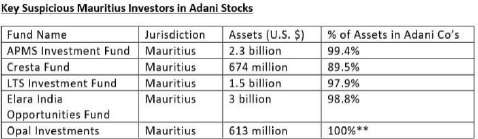 Key Suspicious Mauritius Investors in Adani Stocks
Fund Name Jurisdiction Assets (U.S. $) % of Assets in Adani Co's
APMS Investment Fund Mauritius 2.3 billion 99.4%
Cresta Fund Mauritius 674 million 89.5%
LTS Investment Fund Mauritius 1.5 billion 97.9%
Elara India Mauritius 3 billion 98.8%
Opportunities Fund
Opal Investments Mauritius 613 million 100%**